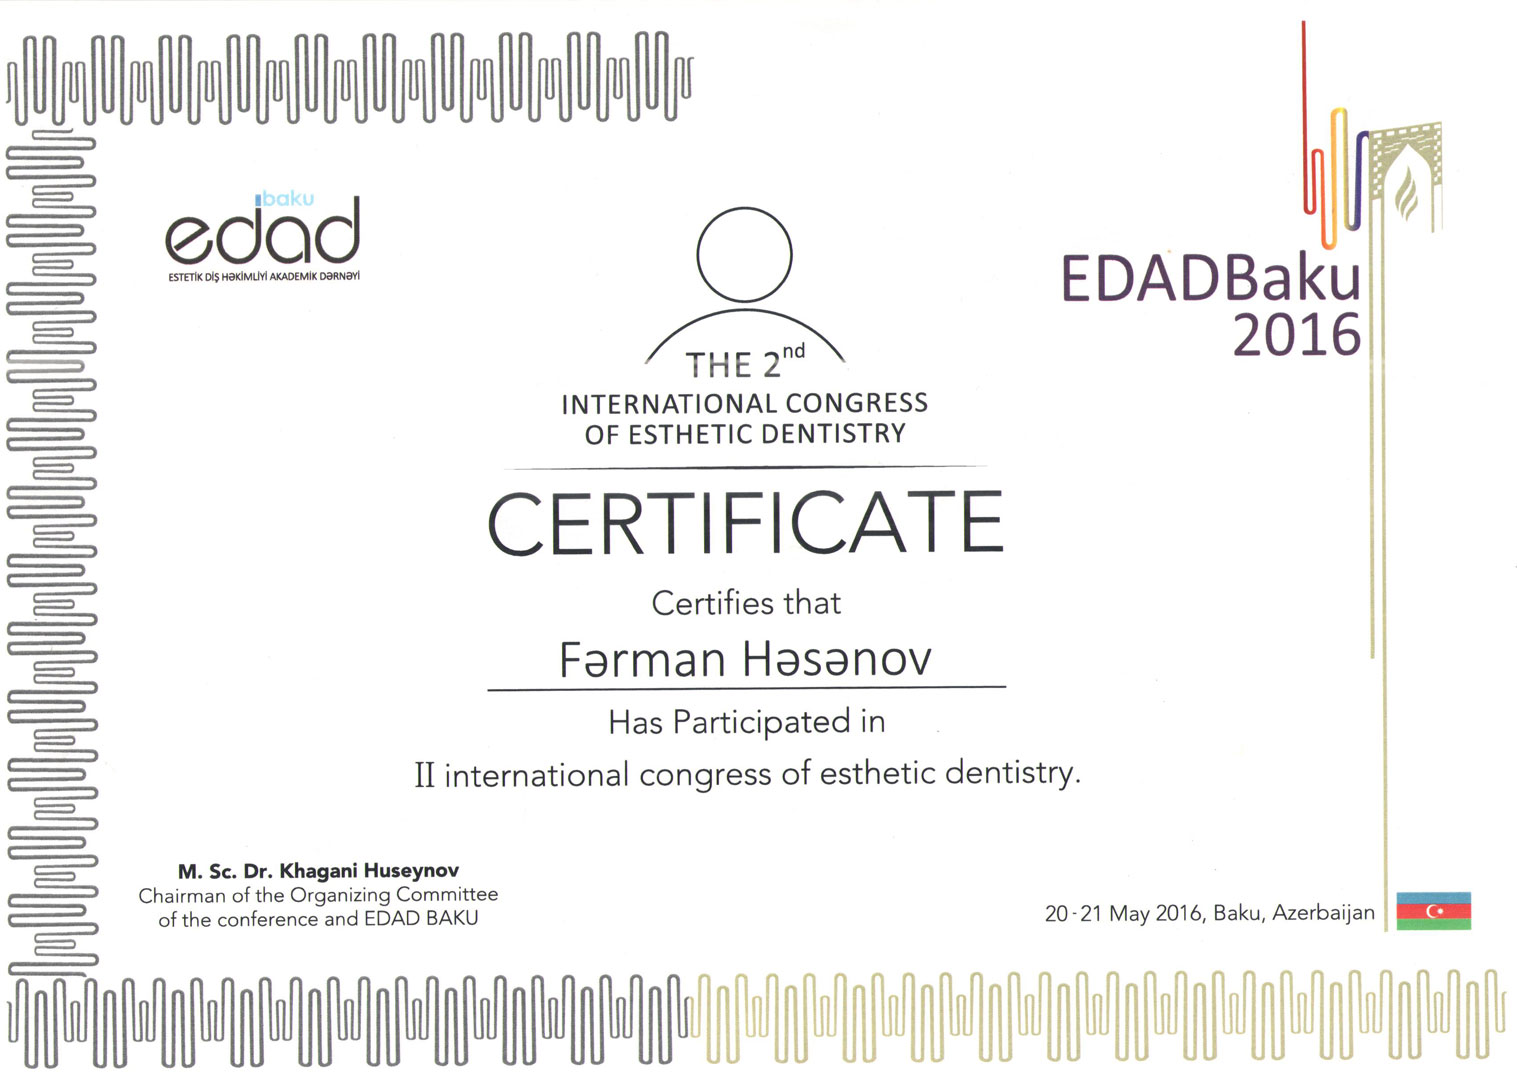 baku
edad
ESTETİK DİŞ HƏKİMLİYİ AKADEMİK DƏRNƏYİ
EDADBaku
2016
THE 2nd
INTERNATIONAL CONGRESS
OF ESTHETIC DENTISTRY
CERTIFICATE
Certifies that
Fərman Həsənov
Has Participated in
II international congress of esthetic dentistry.
M. Sc. Dr. Khagani Huseynov
Chairman of the Organizing Committee
of the conference and EDAD BAKU
20-21 May 2016, Baku, Azerbaijan